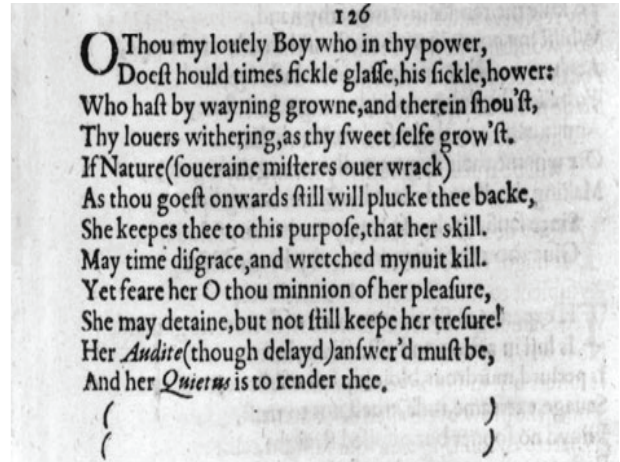 126
O Thou my louely Boy who in thy power,
Doeſt hould times fickle glaſſe,his ſickle,hower:
Who haſt by wayning growne,and therein ſhou'ſt,
Thy louers withering,as thy ſweet ſelfe grow'ſt.
If Nature(ſoueraine miſteres ouer wrack)
As thou goeſt onwards ſtill will plucke thee backe,
She keepes thee to this purpoſe,that her skill.
May time diſgrace,and wretched mynuit kill.
Yet feare her O thou minnion of her pleaſure,
She may detaine,but not ſtill keepe her treſure!
Her Audite(though delayd)anſwer'd muſt be,
And her Quietus is to render thee.
( )
( )